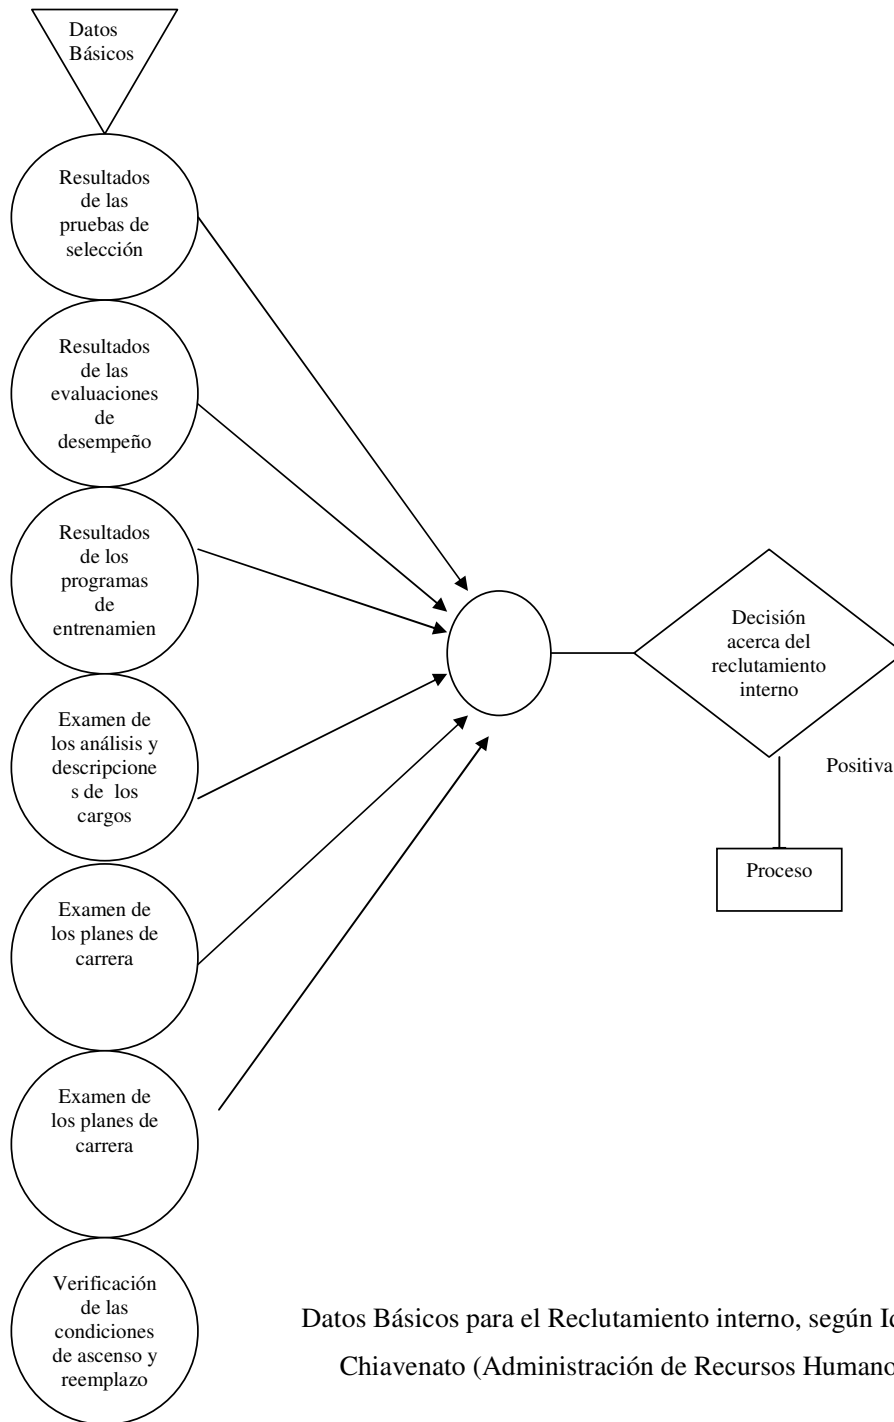 Datos
Básicos
Resultados
de las
pruebas de
selección
Resultados
de las
evaluaciones
de
desempeño
Resultados
de los
programas
de
entrenamien
Examen de
los análisis y
descripcione
s de los
cargos
Examen de
los planes de
carrera
Examen de
los planes de
carrera
Verificación
de las
condiciones
de ascenso y
reemplazo
Decisión
acerca del
reclutamiento
interno
Positiva
Proceso
Datos Básicos para el Reclutamiento interno, según
Chiavenato (Administración de Recursos Humano